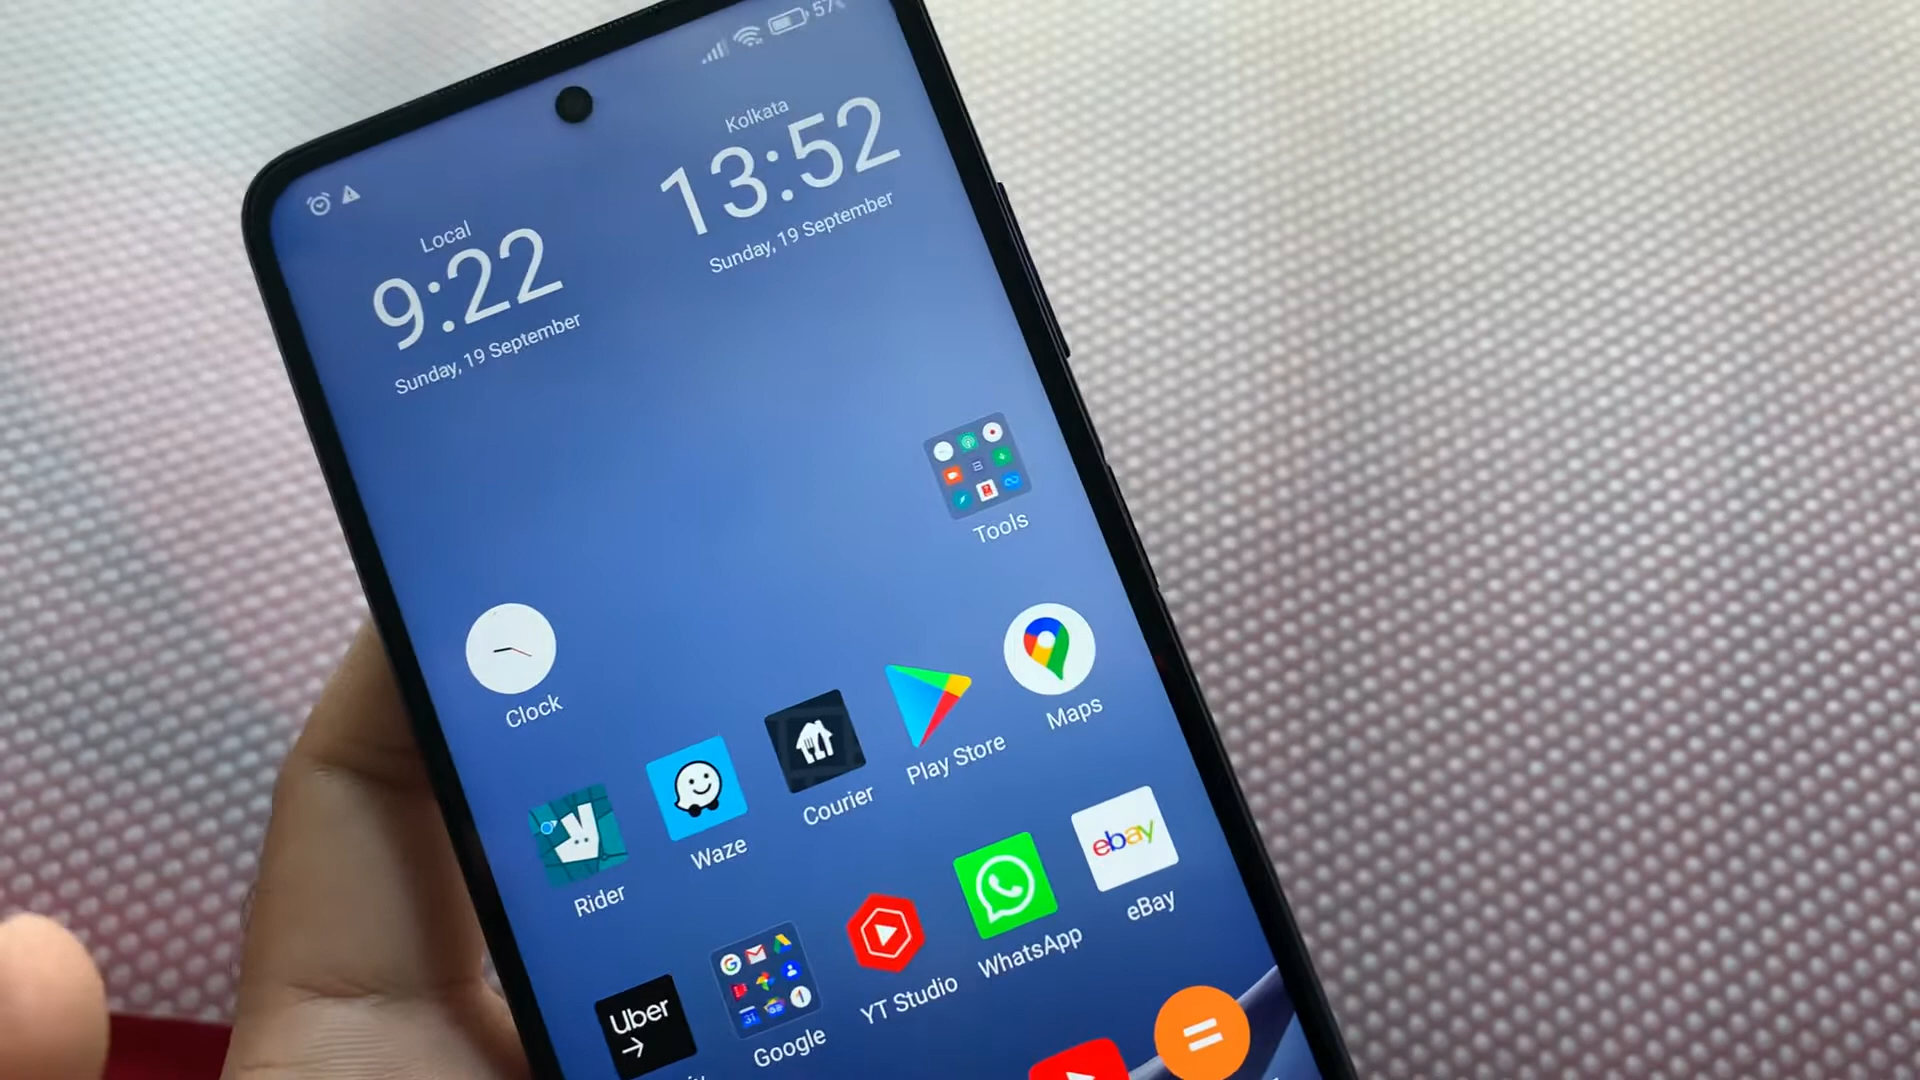 57%
Kolkata
13:52
Sunday, 19 September
Local
9:22
Sunday, 19 September
Tools
Clock
Maps
Play Store
Courier
Waze
Rider
ebay
eBay
WhatsApp
YT Studio
Google
Uber